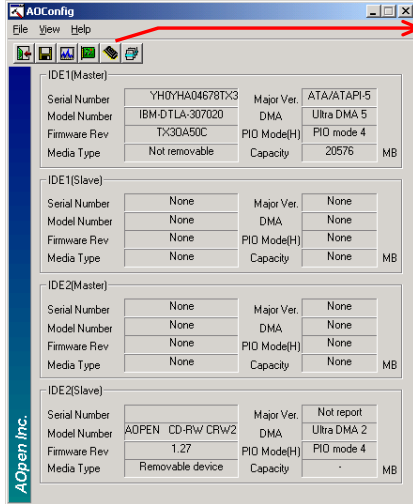 AOConfig
File View Help
IDE1(Master)
Serial Number YH0YHA04678TX3 Major Ver. ATA/ATAPI-5
Model Number IBM-DTLA-307020 DMA Ultra DMA 5
Firmware Rev TX3OA50C PIO Mode(H) PIO mode 4
Media Type Not removable Capacity 20576 MB
IDE1(Slave)
Serial Number None Major Ver. None
Model Number None DMA None
Firmware Rev None PIO Mode(H) None
Media Type None Capacity None MB
IDE2(Master)
Serial Number None Major Ver. None
Model Number None DMA None
Firmware Rev None PIO Mode(H) None
Media Type None Capacity None MB
IDE2(Slave)
Serial Number Major Ver. Not report
Model Number AOPEN CD-RW CRW2 DMA Ultra DMA 2
Firmware Rev 1.27 PIO Mode(H) PIO mode 4
Media Type Removable device Capacity - MB
AOpen Inc.